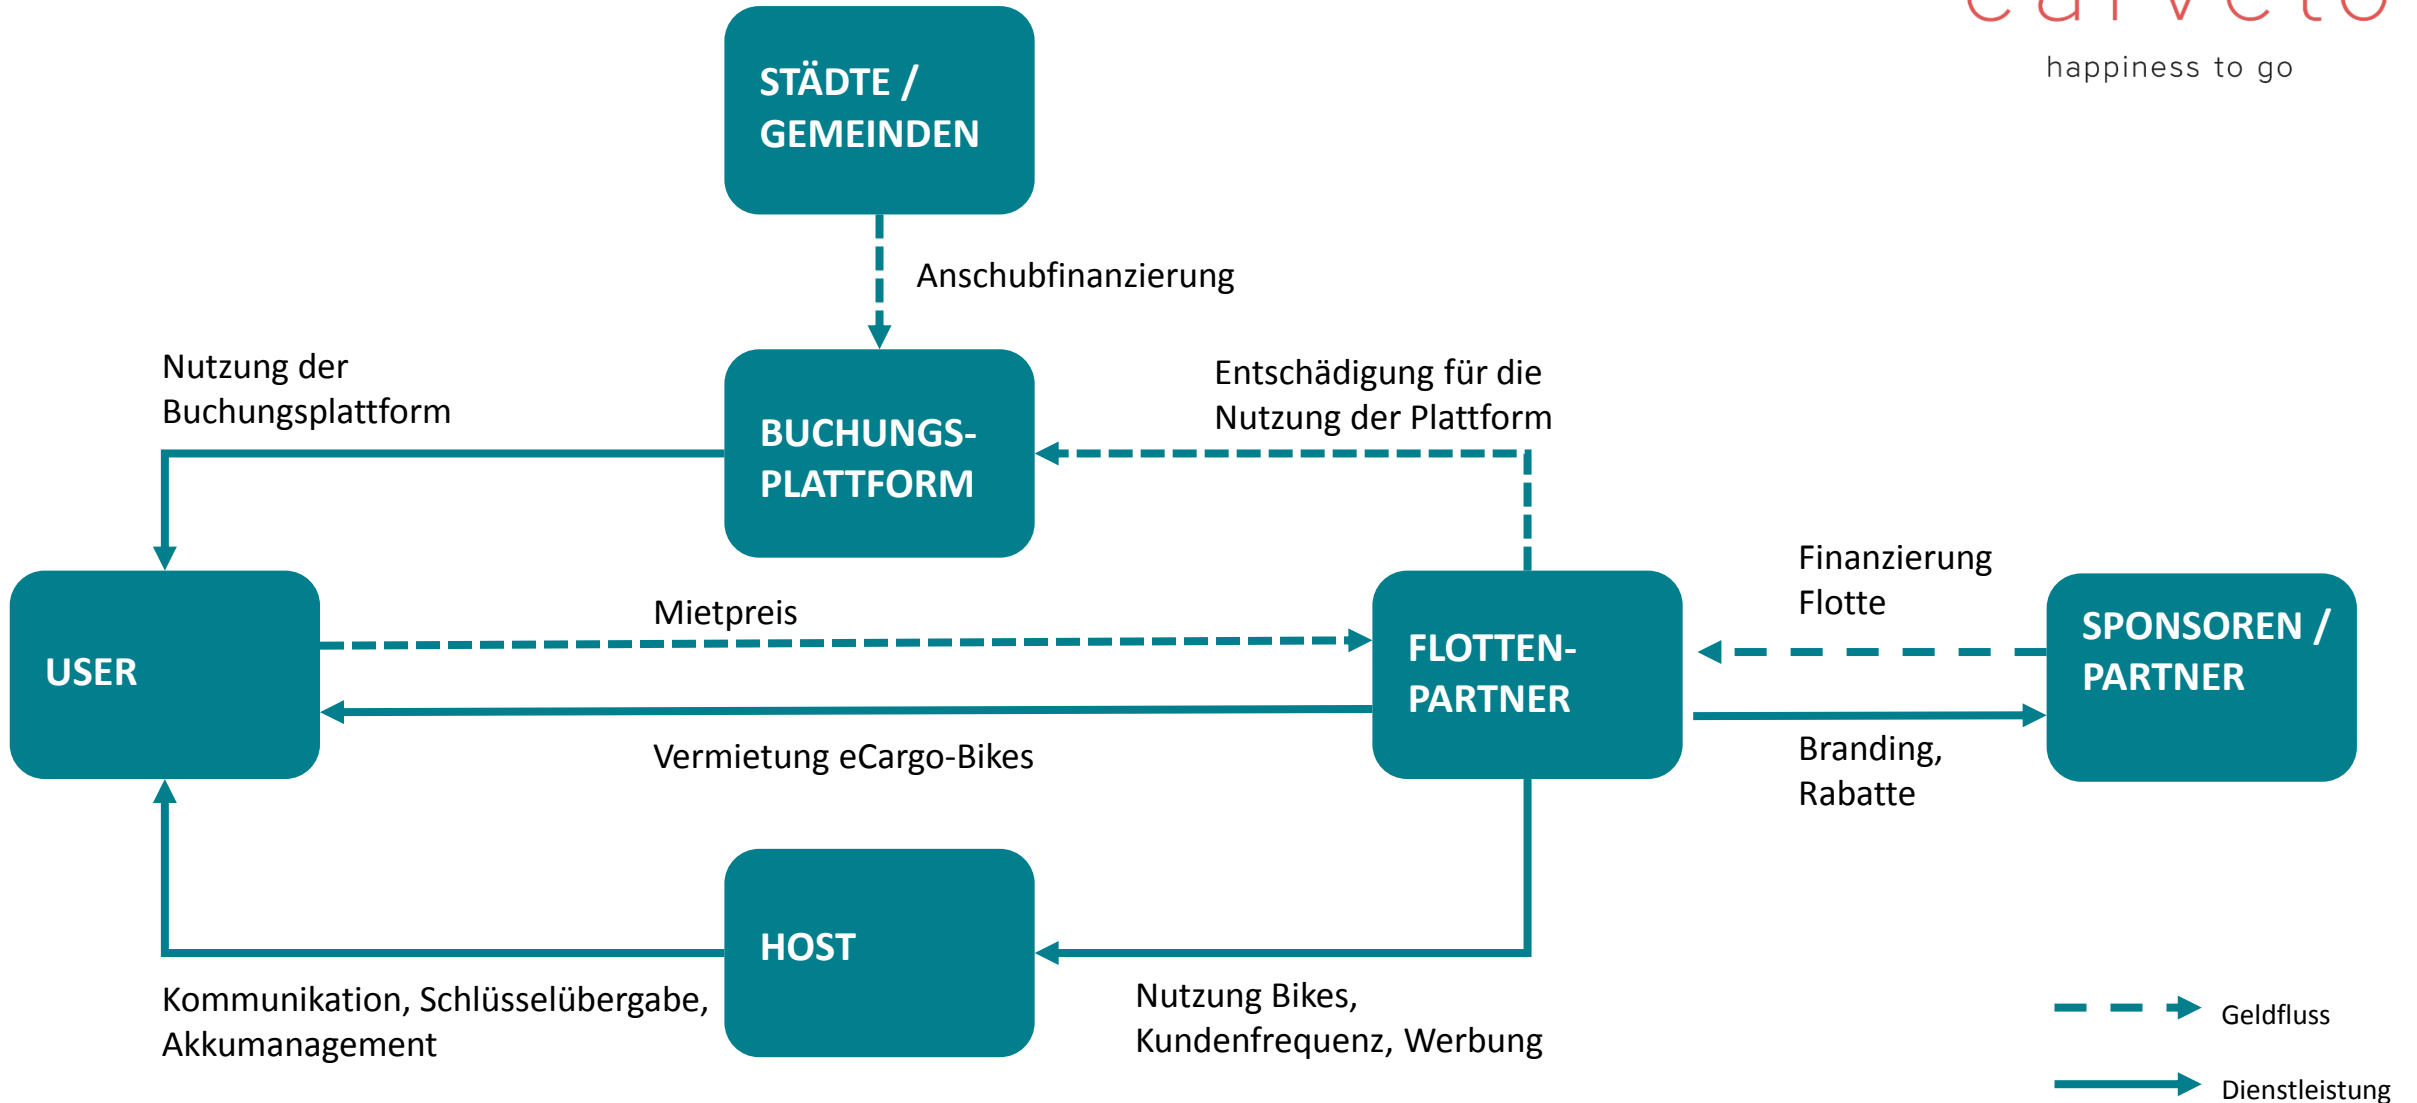 happiness to go
STÄDTE /
GEMEINDEN
Anschubfinanzierung
Nutzung der
Buchungsplattform
BUCHUNGS-
PLATTFORM
Entschädigung für die
Nutzung der Plattform
USER
Mietpreis
Vermietung eCargo-Bikes
FLOTTEN-
PARTNER
Finanzierung
Flotte
Branding,
Rabatte
SPONSOREN /
PARTNER
HOST
Kommunikation, Schlüsselübergabe,
Akkumanagement
Nutzung Bikes,
Kundenfrequenz, Werbung
Geldfluss
Dienstleistung